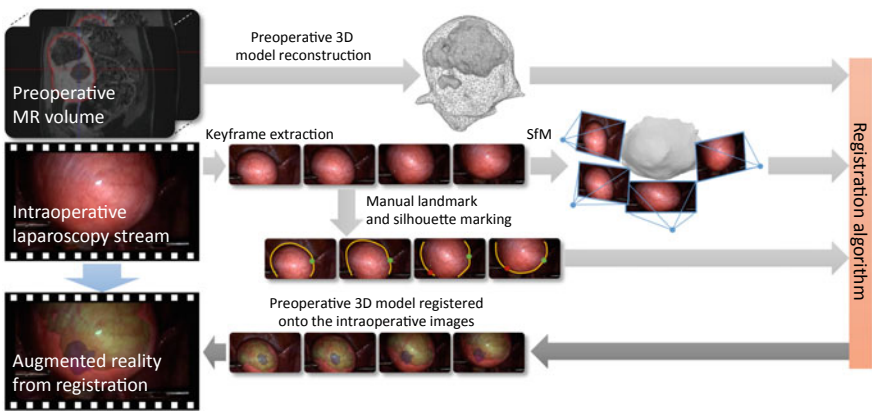 Preoperative 3D
model reconstruction
Preoperative
MR volume
Keyframe extraction
SfM
Intraoperative
laparoscopy stream
Manual landmark
and silhouette marking
Registration algorithm
Preoperative 3D model registered
onto the intraoperative images
Augmented reality
from registration